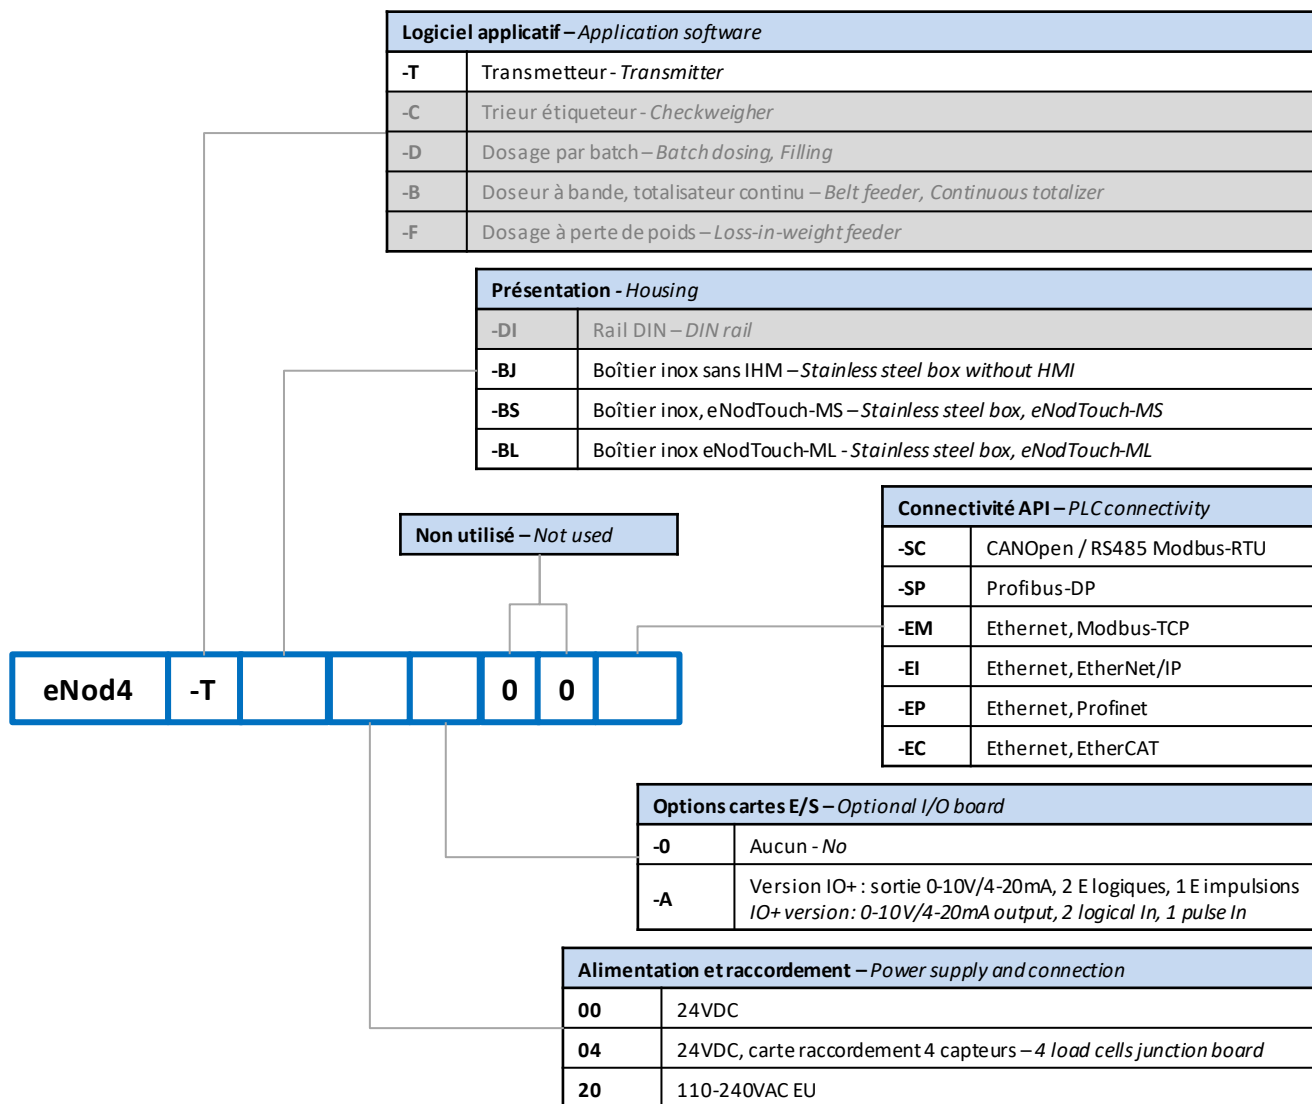 Logiciel applicatif – Application software
-T Transmetteur - Transmitter
-C Trieur étiqueteur - Checkweigher
-D Dosage par batch – Batch dosing, Filling
-B Doseur à bande, totalisateur continu – Belt feeder, Continuous totalizer
-F Dosage à perte de poids – Loss-in-weight feeder
Présentation - Housing
-DI Rail DIN – DIN rail
-BJ Boîtier inox sans IHM – Stainless steel box without HMI
-BS Boîtier inox, eNodTouch-MS – Stainless steel box, eNodTouch-MS
-BL Boîtier inox eNodTouch-ML - Stainless steel box, eNodTouch-ML
Connectivité API – PLC connectivity
-SC CANOpen / RS485 Modbus-RTU
-SP Profibus-DP
-EM Ethernet, Modbus-TCP
-EI Ethernet, EtherNet/IP
-EP Ethernet, Profinet
-EC Ethernet, EtherCAT
Non utilisé – Not used
eNod4 -T 0 0
Options cartes E/S – Optional I/O board
-0 Aucun - No
-A Version IO+ : sortie 0-10V/4-20mA, 2 E logiques, 1 E impulsions
IO+ version : 0-10V/4-20mA output, 2 logical In, 1 pulse In
Alimentation et raccordement – Power supply and connection
00 24VDC
04 24VDC, carte raccordement 4 capteurs – 4 load cells junction board
20 110-240VAC EU